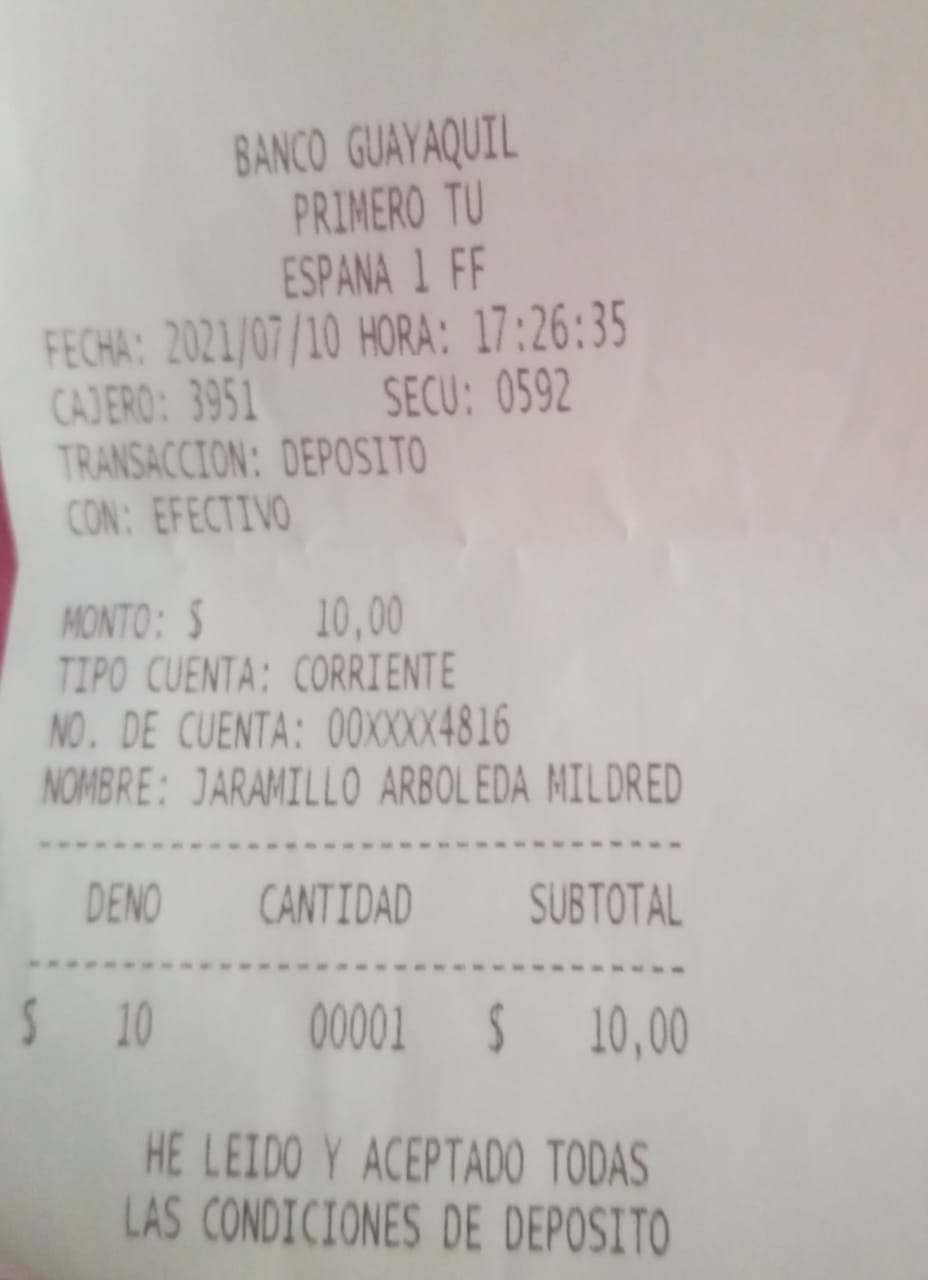 BANCO GUAYAQUIL
PRIMERO TU
ESPANA 1 FF
FECHA: 2021/07/10 HORA: 17:26:35
CAJERO: 3951 SECU: 0592
TRANSACCION: DEPOSITO
CON: EFECTIVO
MONTO: $ 10,00
TIPO CUENTA: CORRIENTE
NO. DE CUENTA: 00XXXX4816
NOMBRE: JARAMILLO ARBOLEDA MILDRED
--------------------------------
DENO CANTIDAD SUBTOTAL
--------------------------------
$ 10 00001 $ 10,00
HE LEIDO Y ACEPTADO TODAS
LAS CONDICIONES DE DEPOSITO